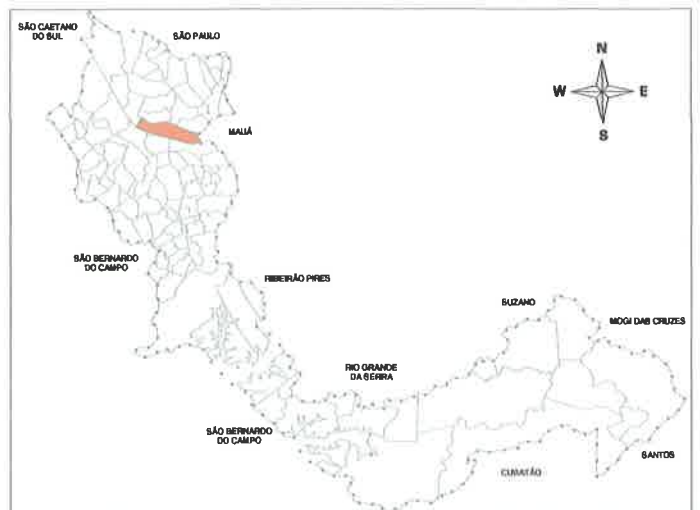 SÃO CAETANO
DO SUL
SÃO PAULO
N
W
E
S
MAUÁ
SÃO BERNARDO
DO CAMPO
RIBEIRÃO PIRES
SUZANO
MOGI DAS CRUZES
RIO GRANDE
DA SERRA
SÃO BERNARDO
DO CAMPO
SANTOS
CUBATÃO